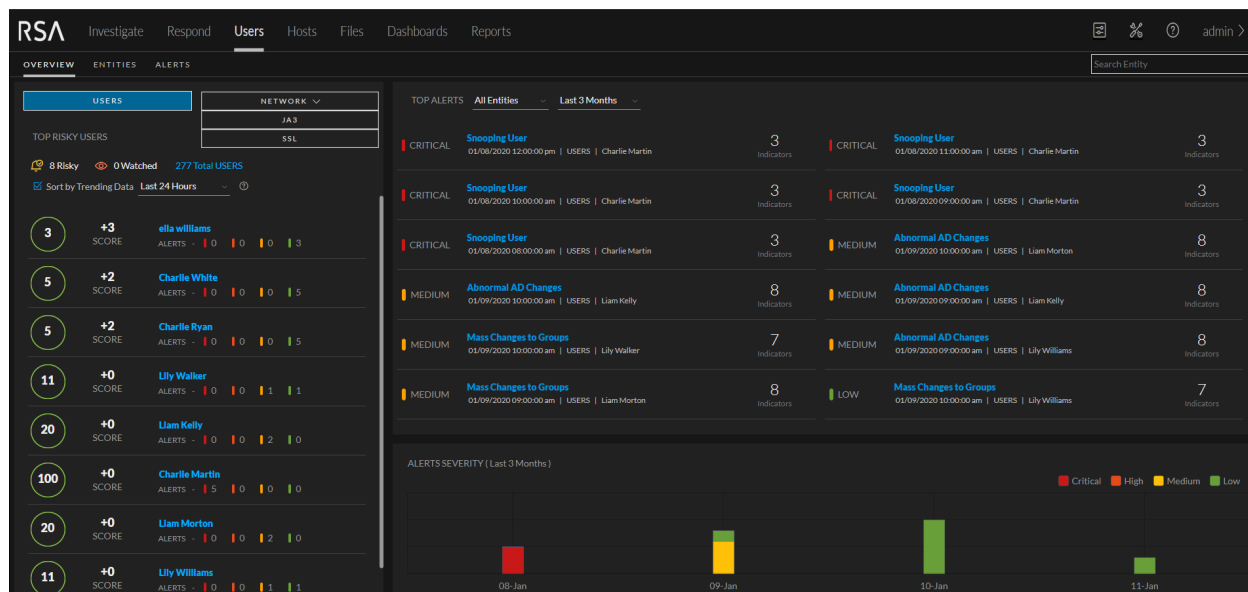 RSA Investigate Respond Users Hosts Files Dashboards Reports admin >
OVERVIEW ENTITIES ALERTS Search Entity
USERS NETWORK
JA3
SSL
TOP RISKY USERS
8 Risky 0 Watched 277 Total USERS
Sort by Trending Data Last 24 Hours
3 +3 SCORE ella williams
ALERTS - 0 0 0 3
5 +2 SCORE Charlie White
ALERTS - 0 0 0 5
5 +2 SCORE Charlie Ryan
ALERTS - 0 0 0 5
11 +0 SCORE Lily Walker
ALERTS - 0 0 1 1
20 +0 SCORE Liam Kelly
ALERTS - 0 0 2 0
100 +0 SCORE Charlie Martin
ALERTS - 5 0 0 0
20 +0 SCORE Liam Morton
ALERTS - 0 0 2 0
11 +0 SCORE Lily Williams
ALERTS - 0 0 1 1
TOP ALERTS All Entities Last 3 Months
CRITICAL Snooping User 3 Indicators
01/08/2020 12:00:00 pm | USERS | Charlie Martin
CRITICAL Snooping User 3 Indicators
01/08/2020 11:00:00 am | USERS | Charlie Martin
CRITICAL Snooping User 3 Indicators
01/08/2020 10:00:00 am | USERS | Charlie Martin
CRITICAL Snooping User 3 Indicators
01/08/2020 09:00:00 am | USERS | Charlie Martin
CRITICAL Snooping User 3 Indicators
01/08/2020 08:00:00 am | USERS | Charlie Martin
MEDIUM Abnormal AD Changes 8 Indicators
01/09/2020 10:00:00 am | USERS | Liam Morton
MEDIUM Abnormal AD Changes 8 Indicators
01/09/2020 10:00:00 am | USERS | Liam Kelly
MEDIUM Abnormal AD Changes 8 Indicators
01/09/2020 09:00:00 am | USERS | Liam Kelly
MEDIUM Mass Changes to Groups 7 Indicators
01/09/2020 10:00:00 am | USERS | Lily Walker
MEDIUM Abnormal AD Changes 8 Indicators
01/09/2020 09:00:00 am | USERS | Lily Williams
MEDIUM Mass Changes to Groups 8 Indicators
01/09/2020 09:00:00 am | USERS | Liam Morton
LOW Mass Changes to Groups 7 Indicators
01/09/2020 10:00:00 am | USERS | Lily Williams
ALERTS SEVERITY ( Last 3 Months )
Critical High Medium Low
08-Jan 09-Jan 10-Jan 11-Jan